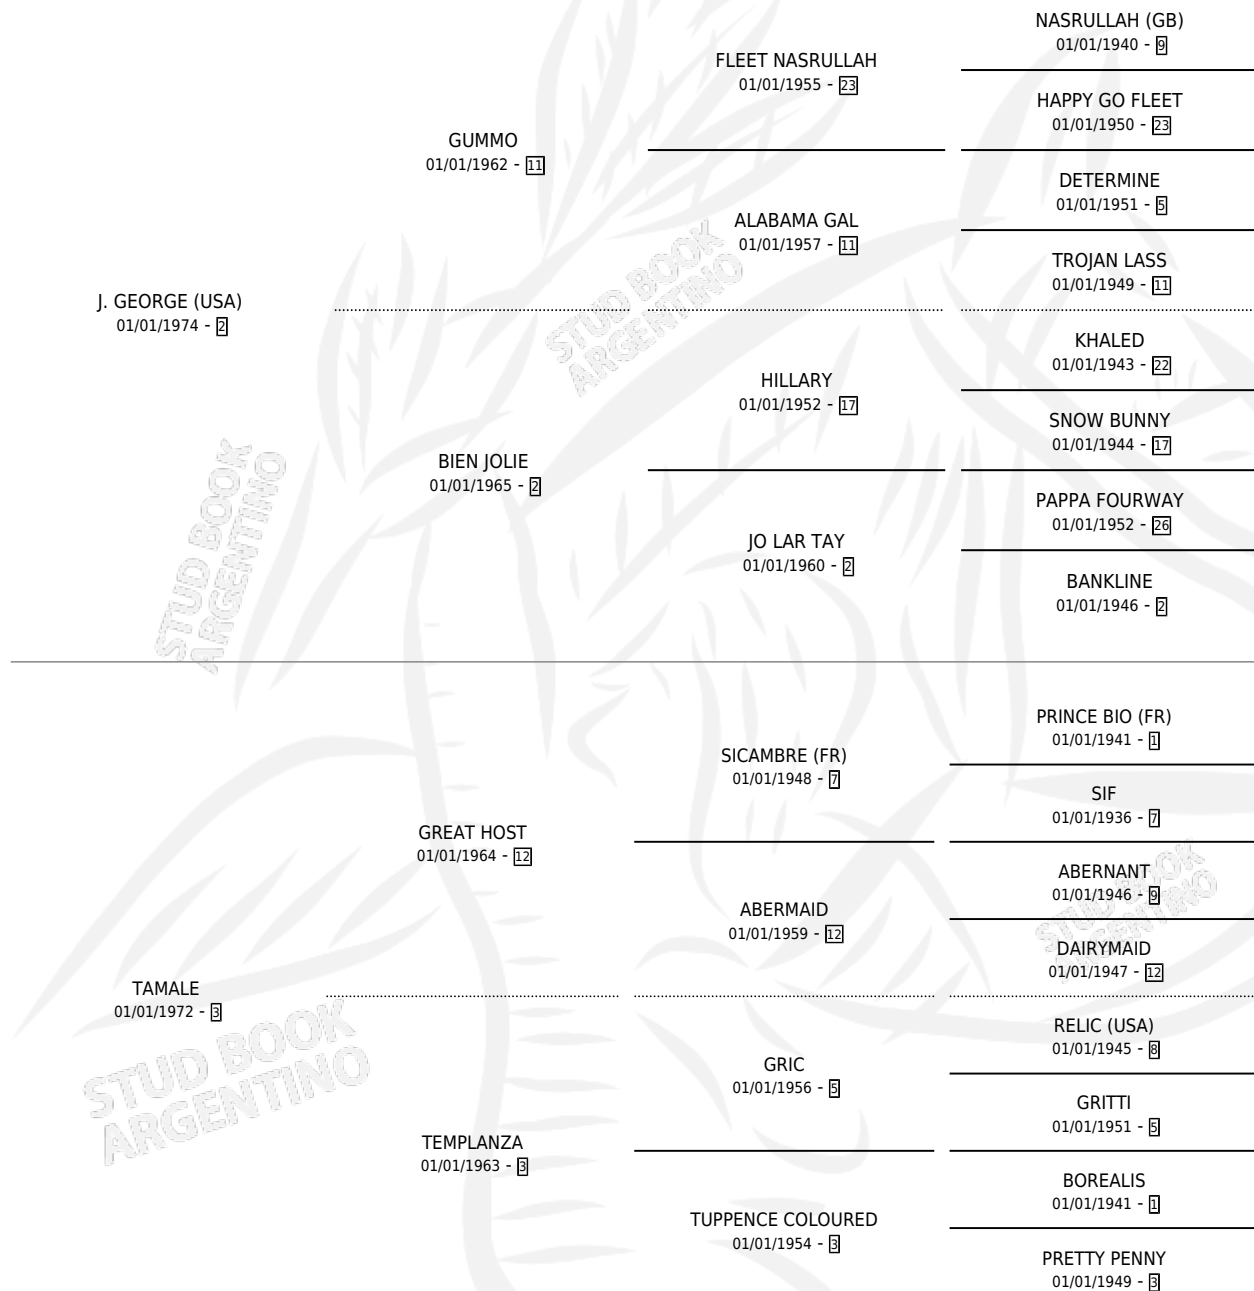 NASRULLAH (GB)
01/01/1940 - 9
FLEET NASRULLAH
01/01/1955 - 23
HAPPY GO FLEET
01/01/1950 - 23
GUMMO
01/01/1962 - 11
DETERMINE
01/01/1951 - 5
ALABAMA GAL
01/01/1957 - 11
TROJAN LASS
01/01/1949 - 11
J. GEORGE (USA)
01/01/1974 - 2
KHALED
01/01/1943 - 22
HILLARY
01/01/1952 - 17
SNOW BUNNY
01/01/1944 - 17
BIEN JOLIE
01/01/1965 - 2
PAPPA FOURWAY
01/01/1952 - 26
JO LAR TAY
01/01/1960 - 2
BANKLINE
01/01/1946 - 2
PRINCE BIO (FR)
01/01/1941 - 1
SICAMBRE (FR)
01/01/1948 - 7
SIF
01/01/1936 - 7
GREAT HOST
01/01/1964 - 12
ABERNANT
01/01/1946 - 9
ABERMAID
01/01/1959 - 12
DAIRYMAID
01/01/1947 - 12
TAMALE
01/01/1972 - 3
RELIC (USA)
01/01/1945 - 8
GRIC
01/01/1956 - 5
GRITTI
01/01/1951 - 5
TEMPLANZA
01/01/1963 - 3
BOREALIS
01/01/1941 - 1
TUPPENCE COLOURED
01/01/1954 - 3
PRETTY PENNY
01/01/1949 - 3
STUD BOOK
ARGENTINO
STUD BOOK
ARGENTINO
STUD BOOK
ARGENTINO
STUD BOOK
ARGENTINO